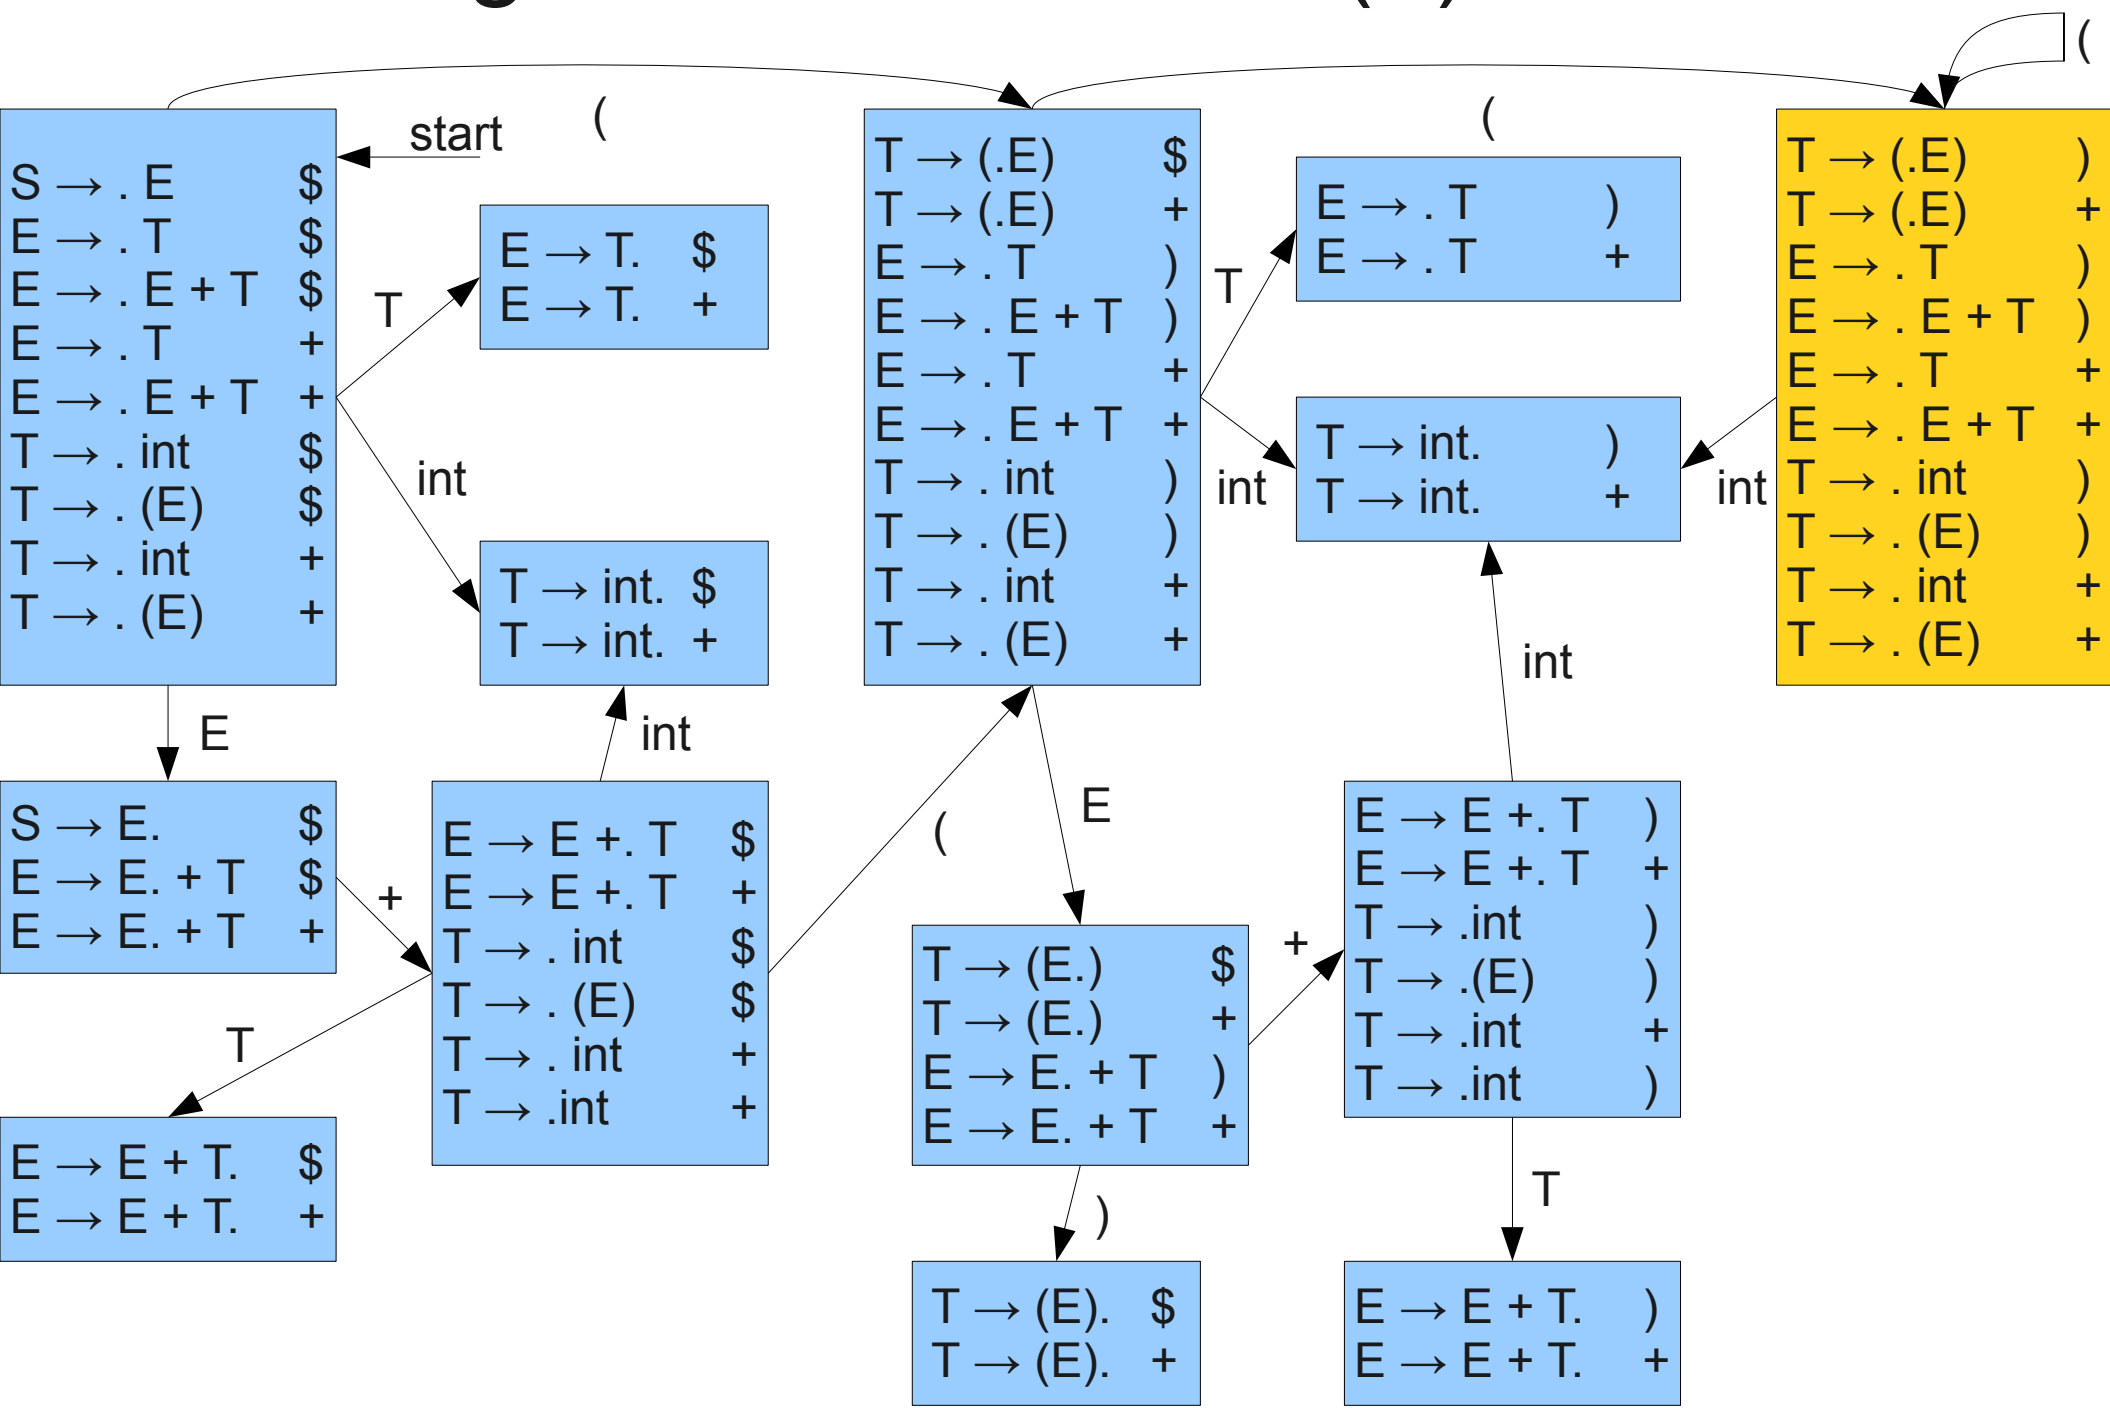 (
start
(
(
S → . E $
E → . T $
E → . E + T $
E → . T +
E → . E + T +
T → . int $
T → . (E) $
T → . int +
T → . (E) +
T
E → T. $
E → T. +
int
T → int. $
T → int. +
T → (.E) $
T → (.E) +
E → . T )
E → . E + T )
E → . T +
E → . E + T +
T → . int )
T → . (E) )
T → . int +
T → . (E) +
T
E → . T )
E → . T +
int
T → int. )
T → int. +
int
T → (.E) )
T → (.E) +
E → . T )
E → . E + T )
E → . T +
E → . E + T +
T → . int )
T → . (E) )
T → . int +
T → . (E) +
int
E
int
S → E. $
E → E. + T $
E → E. + T +
+
E → E +. T $
E → E +. T +
T → . int $
T → . (E) $
T → . int +
T → .int +
(
E
T
E → E + T. $
E → E + T. +
T → (E.) $
T → (E.) +
E → E. + T )
E → E. + T +
+
E → E +. T )
E → E +. T +
T → .int )
T → .(E) )
T → .int +
T → .int )
)
T
T → (E). $
T → (E). +
E → E + T. )
E → E + T. +